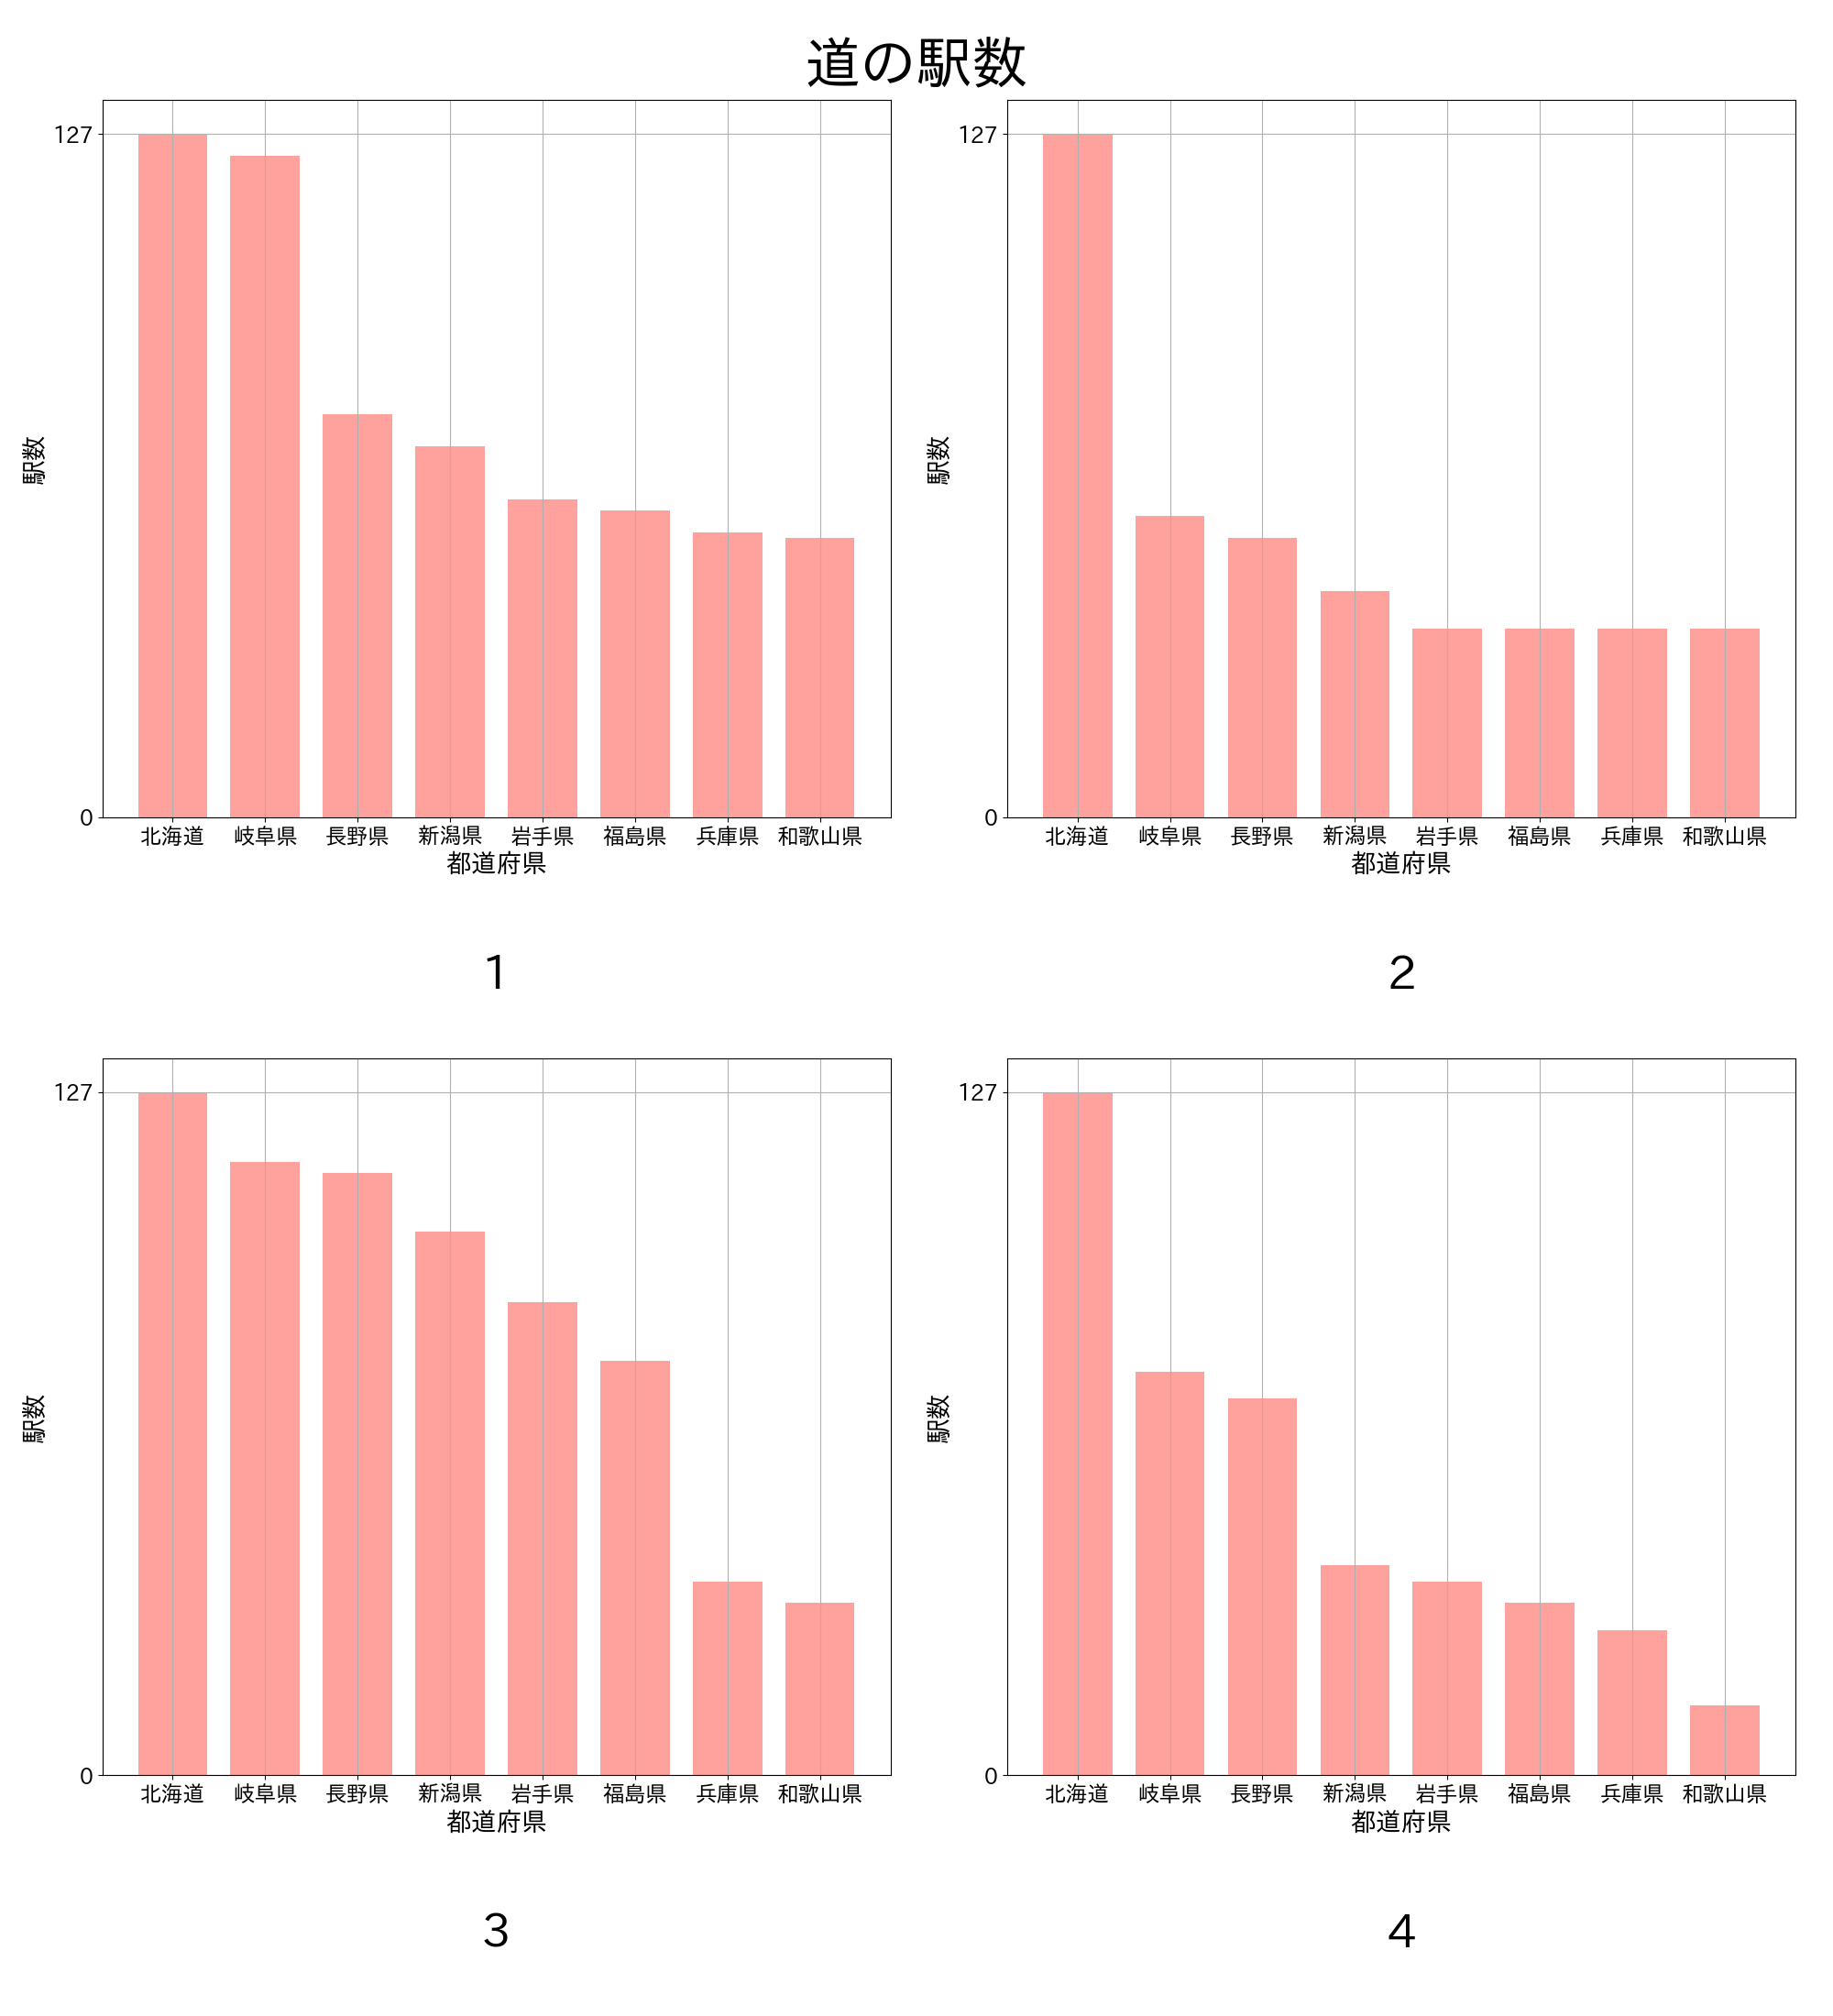 道の駅数
127
0
駅数
北海道 岐阜県 長野県 新潟県 岩手県 福島県 兵庫県 和歌山県
都道府県
1
127
0
駅数
北海道 岐阜県 長野県 新潟県 岩手県 福島県 兵庫県 和歌山県
都道府県
2
127
0
駅数
北海道 岐阜県 長野県 新潟県 岩手県 福島県 兵庫県 和歌山県
都道府県
3
127
0
駅数
北海道 岐阜県 長野県 新潟県 岩手県 福島県 兵庫県 和歌山県
都道府県
4